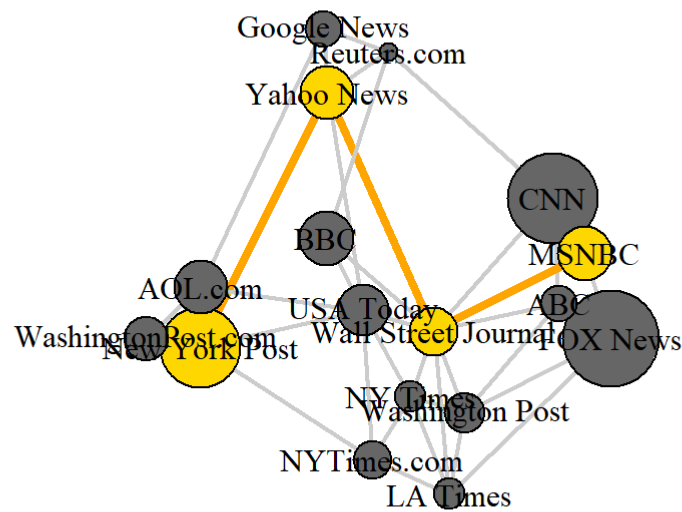 Google News
Reuters.com
Yahoo News
CNN
BBC
MSNBC
AOL.com
ABC
USA Today
Wall Street Journal
WashingtonPost.com
New York Post
FOX News
NY Times
Washington Post
NYTimes.com
LA Times